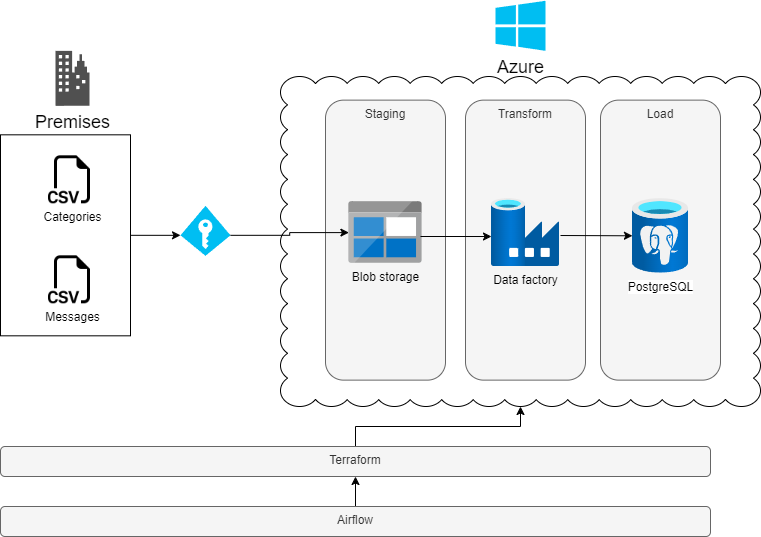 Azure
Premises
Staging
Transform
Load
CSV
Categories
CSV
Messages
Blob storage
Data factory
PostgreSQL
Terraform
Airflow